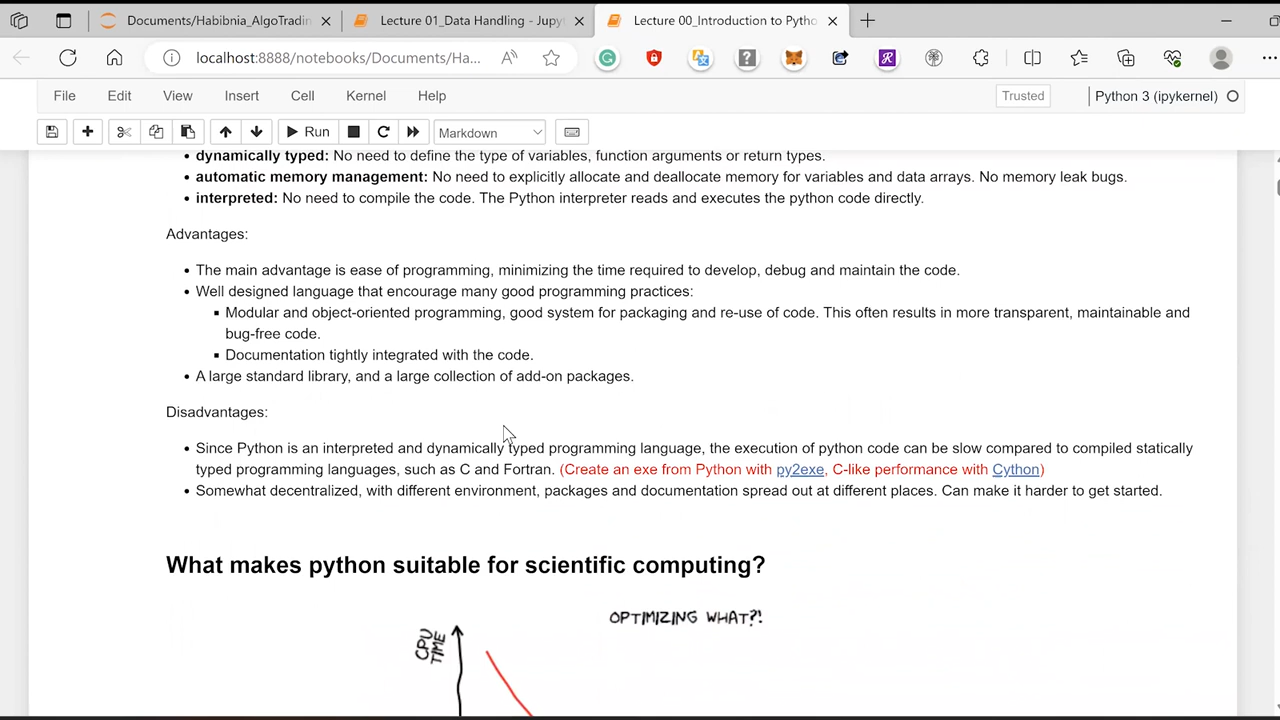 Documents/Habibnia_AlgoTradin
Lecture 01_Data Handling - Jupy
Lecture 00_Introduction to Pytho
localhost:8888/notebooks/Documents/Ha...
File Edit View Insert Cell Kernel Help Trusted Python 3 (ipykernel)
Run Markdown
• dynamically typed: No need to define the type of variables, function arguments or return types.
• automatic memory management: No need to explicitly allocate and deallocate memory for variables and data arrays. No memory leak bugs.
• interpreted: No need to compile the code. The Python interpreter reads and executes the python code directly.
Advantages:
• The main advantage is ease of programming, minimizing the time required to develop, debug and maintain the code.
• Well designed language that encourage many good programming practices:
▪ Modular and object-oriented programming, good system for packaging and re-use of code. This often results in more transparent, maintainable and
bug-free code.
▪ Documentation tightly integrated with the code.
• A large standard library, and a large collection of add-on packages.
Disadvantages:
• Since Python is an interpreted and dynamically typed programming language, the execution of python code can be slow compared to compiled statically
typed programming languages, such as C and Fortran. (Create an exe from Python with py2exe, C-like performance with Cython)
• Somewhat decentralized, with different environment, packages and documentation spread out at different places. Can make it harder to get started.
What makes python suitable for scientific computing?
OPTIMIZING WHAT?!
CPU
TIME